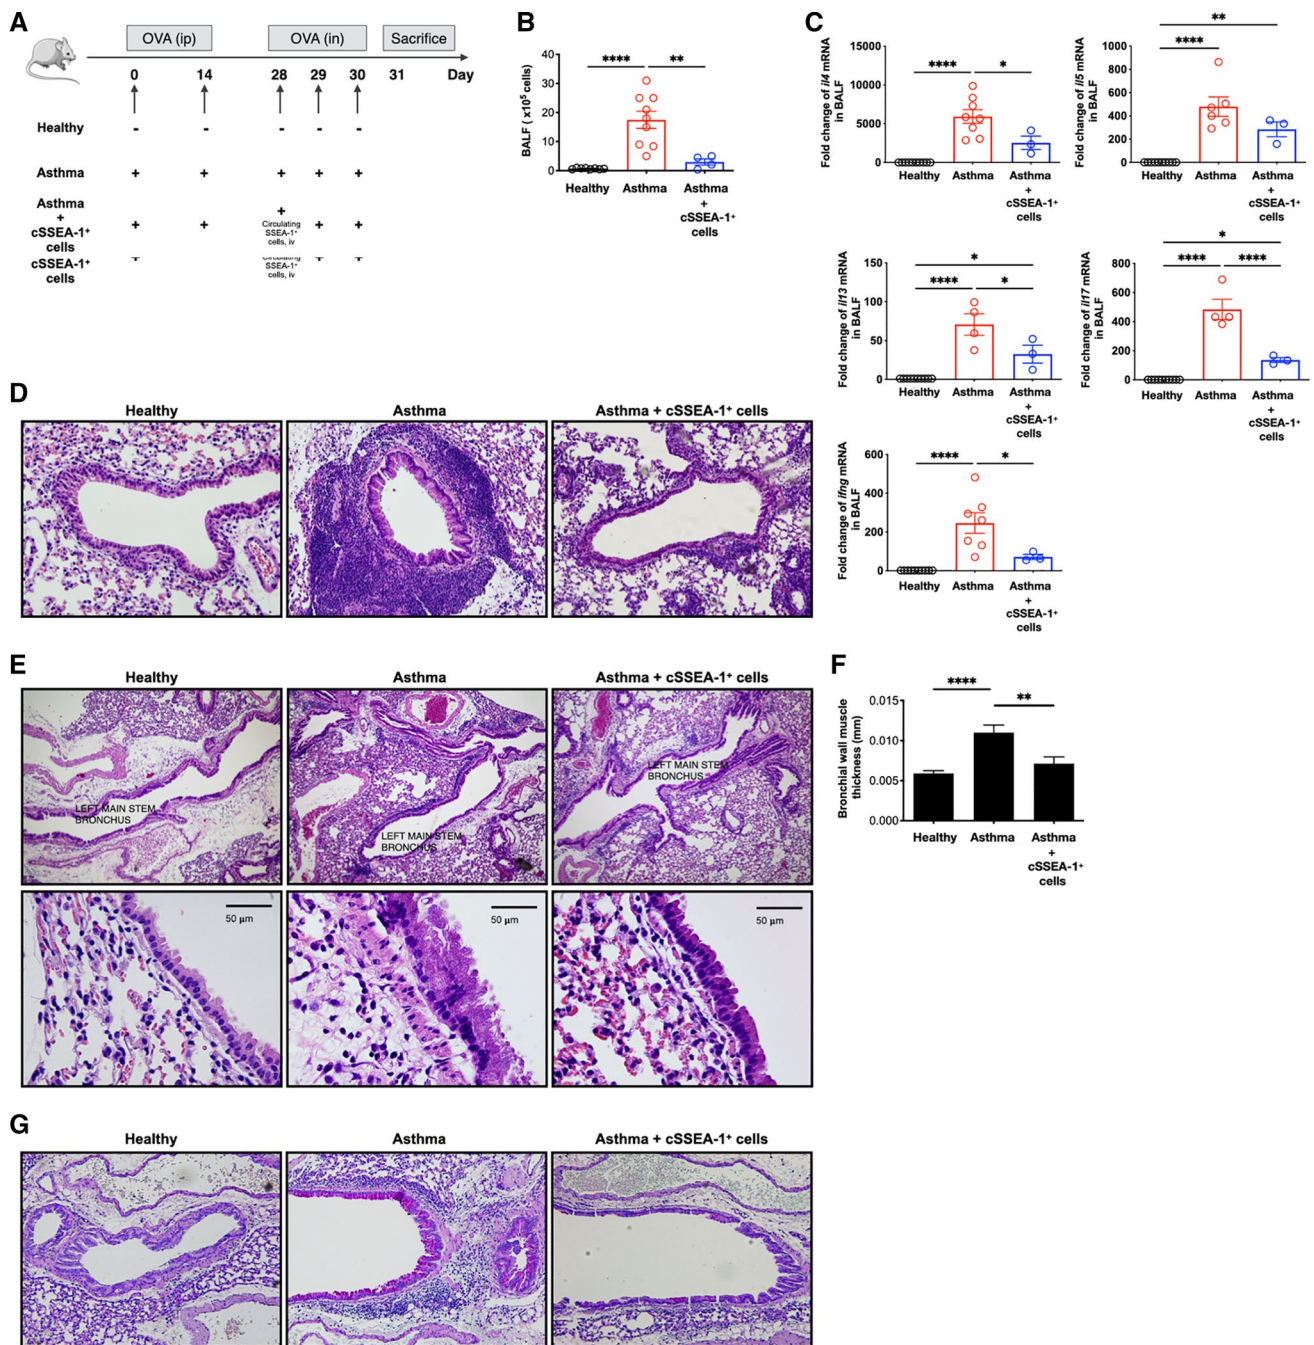 A
OVA (ip)
OVA (in)
Sacrifice
0
14
28
29
30
31
Day
Healthy
-
-
-
-
-
Asthma
+
+
+
+
+
Asthma
+
cSSEA-1⁺
cells
+
+
+
Circulating
SSEA-1⁺
cells, iv
+
+
cSSEA-1⁺
cells
SSEA-1⁺
cells, iv
B
BALF ( x10⁵ cells)
40
30
20
10
0
****
**
Healthy
Asthma
Asthma
+
cSSEA-1⁺
cells
C
Fold change of il4 mRNA
in BALF
15000
10000
5000
0
****
*
Healthy
Asthma
Asthma
+
cSSEA-1⁺
cells
Fold change of Il5 mRNA
in BALF
1000
800
600
400
200
0
**
****
Healthy
Asthma
Asthma
+
cSSEA-1⁺
cells
Fold change of il13 mRNA
in BALF
150
100
50
0
*
****
*
Healthy
Asthma
Asthma
+
cSSEA-1⁺
cells
Fold change of il17 mRNA
in BALF
800
600
400
200
0
*
****
****
Healthy
Asthma
Asthma
+
cSSEA-1⁺
cells
Fold change of ifng mRNA
in BALF
600
400
200
0
****
*
Healthy
Asthma
Asthma
+
cSSEA-1⁺
cells
D
Healthy
Asthma
Asthma + cSSEA-1⁺ cells
E
Healthy
Asthma
Asthma + cSSEA-1⁺ cells
LEFT MAIN STEM
BRONCHUS
LEFT MAIN STEM
BRONCHUS
LEFT MAIN STEM
BRONCHUS
50 µm
50 µm
50 µm
F
Bronchial wall muscle
thickness (mm)
0.015
0.010
0.005
0.000
****
**
Healthy
Asthma
Asthma
+
cSSEA-1⁺
cells
G
Healthy
Asthma
Asthma + cSSEA-1⁺ cells